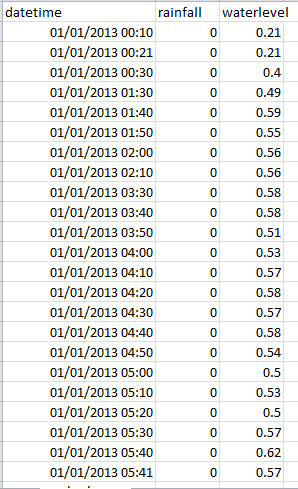 datetime rainfall waterlevel
01/01/2013 00:10 0 0.21
01/01/2013 00:21 0 0.21
01/01/2013 00:30 0 0.4
01/01/2013 01:30 0 0.49
01/01/2013 01:40 0 0.59
01/01/2013 01:50 0 0.55
01/01/2013 02:00 0 0.56
01/01/2013 02:10 0 0.56
01/01/2013 03:30 0 0.58
01/01/2013 03:40 0 0.58
01/01/2013 03:50 0 0.51
01/01/2013 04:00 0 0.53
01/01/2013 04:10 0 0.57
01/01/2013 04:20 0 0.58
01/01/2013 04:30 0 0.57
01/01/2013 04:40 0 0.58
01/01/2013 04:50 0 0.54
01/01/2013 05:00 0 0.5
01/01/2013 05:10 0 0.53
01/01/2013 05:20 0 0.5
01/01/2013 05:30 0 0.57
01/01/2013 05:40 0 0.62
01/01/2013 05:41 0 0.57